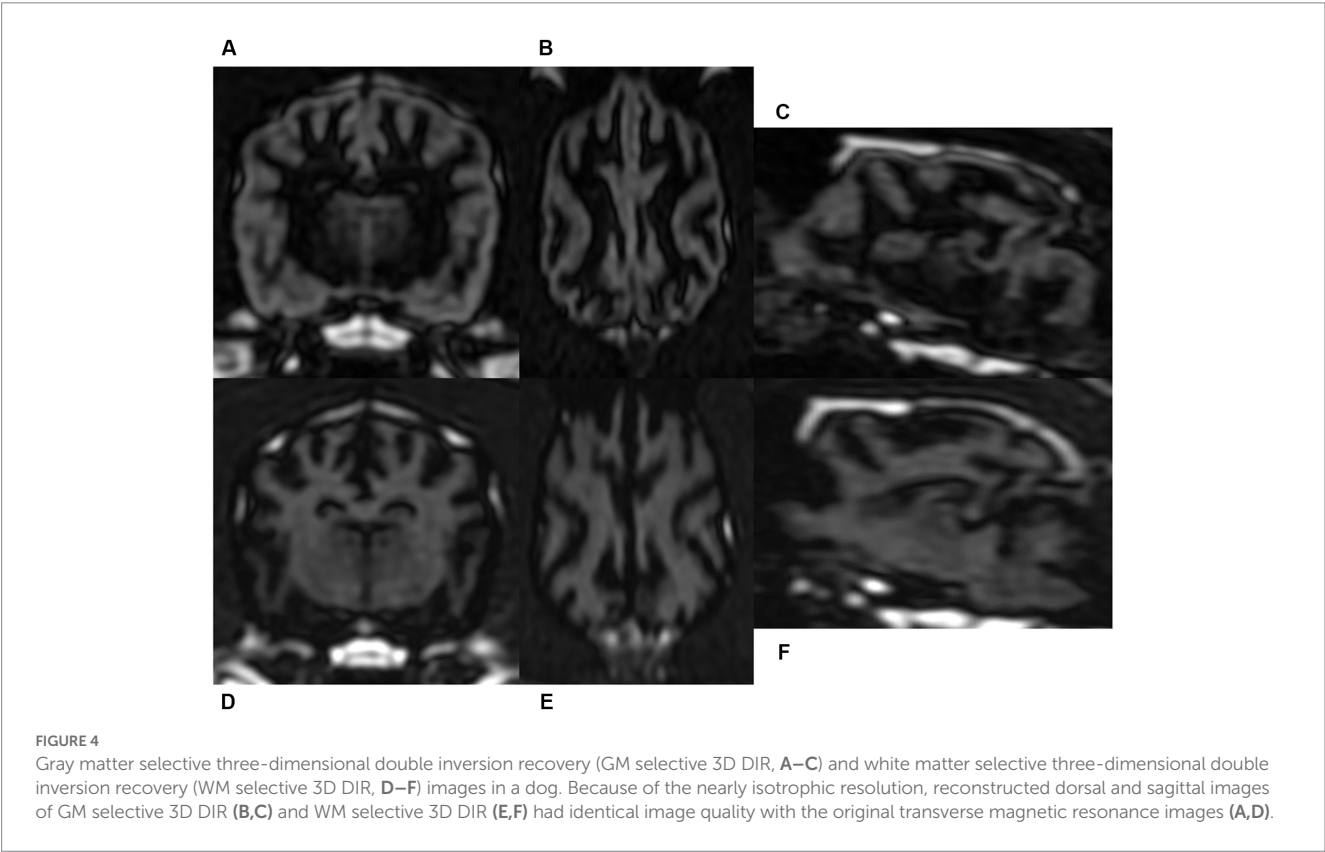 A
B
C
D
E
F
FIGURE 4
Gray matter selective three-dimensional double inversion recovery (GM selective 3D DIR, A–C) and white matter selective three-dimensional double
inversion recovery (WM selective 3D DIR, D–F) images in a dog. Because of the nearly isotrophic resolution, reconstructed dorsal and sagittal images
of GM selective 3D DIR (B,C) and WM selective 3D DIR (E,F) had identical image quality with the original transverse magnetic resonance images (A,D).